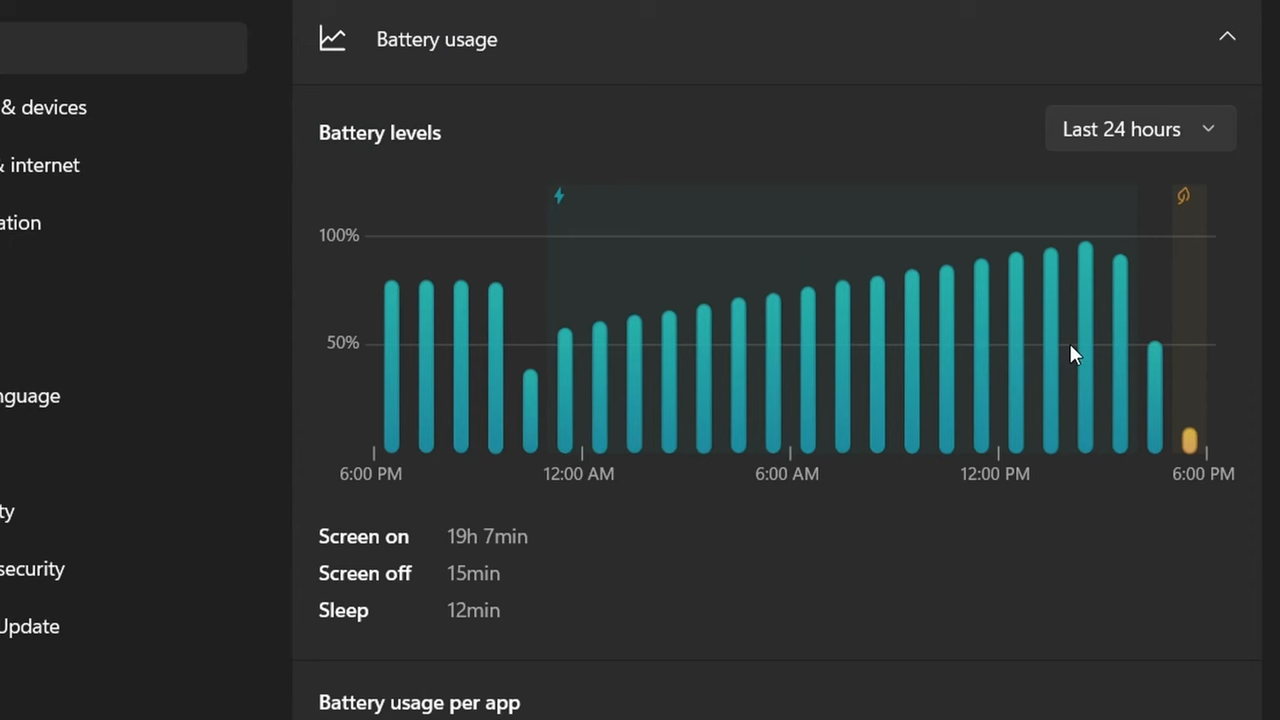 Battery usage
& devices
Battery levels
Last 24 hours
& internet
ation
100%
50%
nguage
6:00 PM
12:00 AM
6:00 AM
12:00 PM
6:00 PM
ty
Screen on 19h 7min
Screen off 15min
security
Sleep 12min
Update
Battery usage per app